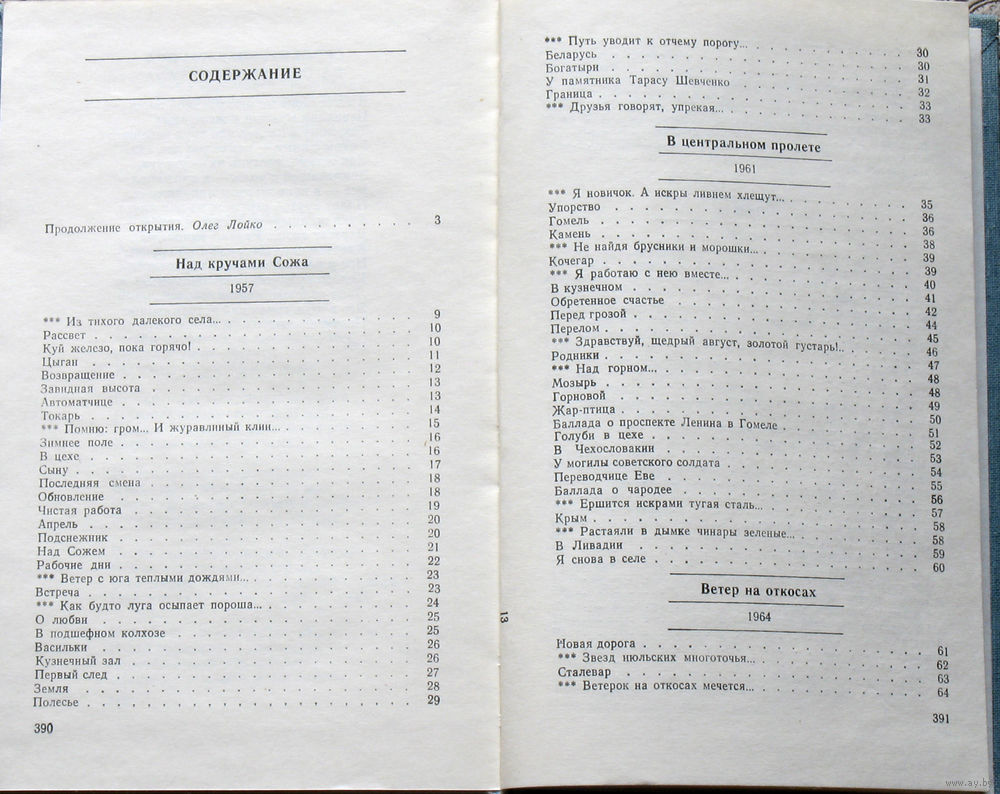 СОДЕРЖАНИЕ
Продолжение открытия. Олег Лойко . . . . . . . . . 3
Над кручами Сожа
1957
*** Из тихого далекого села... . . . . . . . . . 9
Рассвет . . . . . . . . . 10
Куй железо, пока горячо! . . . . . . . . . 10
Цыган . . . . . . . . . 11
Возвращение . . . . . . . . . 12
Завидная высота . . . . . . . . . 13
Автоматчице . . . . . . . . . 13
Токарь . . . . . . . . . 14
*** Помню: гром... И журавлиный клин... . . . . . . . . . 15
Зимнее поле . . . . . . . . . 16
В цехе . . . . . . . . . 16
Сыну . . . . . . . . . 17
Последняя смена . . . . . . . . . 18
Обновление . . . . . . . . . 18
Чистая работа . . . . . . . . . 19
Апрель . . . . . . . . . 20
Подснежник . . . . . . . . . 20
Над Сожем . . . . . . . . . 21
Рабочие дни . . . . . . . . . 22
*** Ветер с юга теплыми дождями... . . . . . . . . . 23
Встреча . . . . . . . . . 23
*** Как будто луга осыпает пороша... . . . . . . . . . 24
О любви . . . . . . . . . 25
В подшефном колхозе . . . . . . . . . 25
Васильки . . . . . . . . . 26
Кузнечный зал . . . . . . . . . 26
Первый след . . . . . . . . . 27
Земля . . . . . . . . . 28
Полесье . . . . . . . . . 29
390
*** Путь уводит к отчему порогу... . . . . . . . . . 30
Беларусь . . . . . . . . . 30
Богатыри . . . . . . . . . 31
У памятника Тарасу Шевченко . . . . . . . . . 32
Граница . . . . . . . . . 33
*** Друзья говорят, упрекая... . . . . . . . . . 33
В центральном пролете
1961
*** Я новичок. А искры ливнем хлещут... . . . . . . . . . 35
Упорство . . . . . . . . . 36
Гомель . . . . . . . . . 36
Камень . . . . . . . . . 38
*** Не найдя брусники и морошки... . . . . . . . . . 39
Кочегар . . . . . . . . . 39
*** Я работаю с нею вместе... . . . . . . . . . 40
В кузнечном . . . . . . . . . 41
Обретенное счастье . . . . . . . . . 42
Перед грозой . . . . . . . . . 44
Перелом . . . . . . . . . 45
*** Здравствуй, щедрый август, золотой густарь!.. . . . . . . . . 46
Родники . . . . . . . . . 47
*** Над горном... . . . . . . . . . 48
Мозырь . . . . . . . . . 48
Горновой . . . . . . . . . 49
Жар-птица . . . . . . . . . 50
Баллада о проспекте Ленина в Гомеле . . . . . . . . . 51
Голуби в цехе . . . . . . . . . 52
В Чехословакии . . . . . . . . . 53
У могилы советского солдата . . . . . . . . . 54
Переводчице Еве . . . . . . . . . 55
Баллада о чародее . . . . . . . . . 56
*** Ершится искрами тугая сталь... . . . . . . . . . 57
Крым . . . . . . . . . 58
*** Растаяли в дымке чинары зеленые... . . . . . . . . . 58
В Ливадии . . . . . . . . . 59
Я снова в селе . . . . . . . . . 60
Ветер на откосах
1964
Новая дорога . . . . . . . . . 61
*** Звезд июльских многоточья... . . . . . . . . . 62
Сталевар . . . . . . . . . 63
*** Ветерок на откосах мечется... . . . . . . . . . 64
13
391
www.ay.by